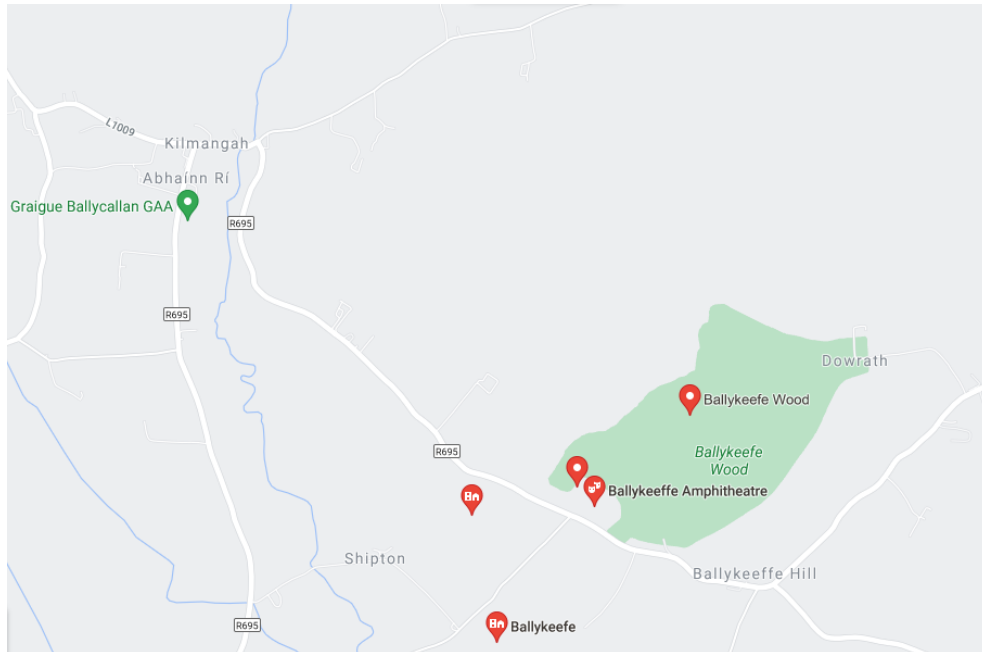 L1009
Kilmangah
Abhaínn Rí
Graigue Ballycallan GAA
R695
R695
Dowrath
Ballykeefe Wood
R695
Ballykeefe
Wood
Ballykeeffe Amphitheatre
Shipton
Ballykeeffe Hill
R695
Ballykeefe